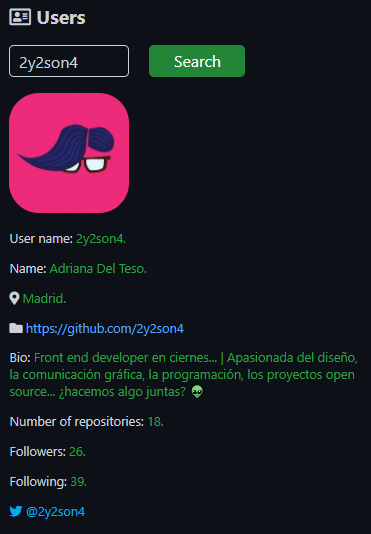 Users
2y2son4
Search
User name: 2y2son4.
Name: Adriana Del Teso.
Madrid.
https://github.com/2y2son4
Bio: Front end developer en ciernes... | Apasionada del diseño,
la comunicación gráfica, la programación, los proyectos open
source... ¿hacemos algo juntas? 👽
Number of repositories: 18.
Followers: 26.
Following: 39.
@2y2son4